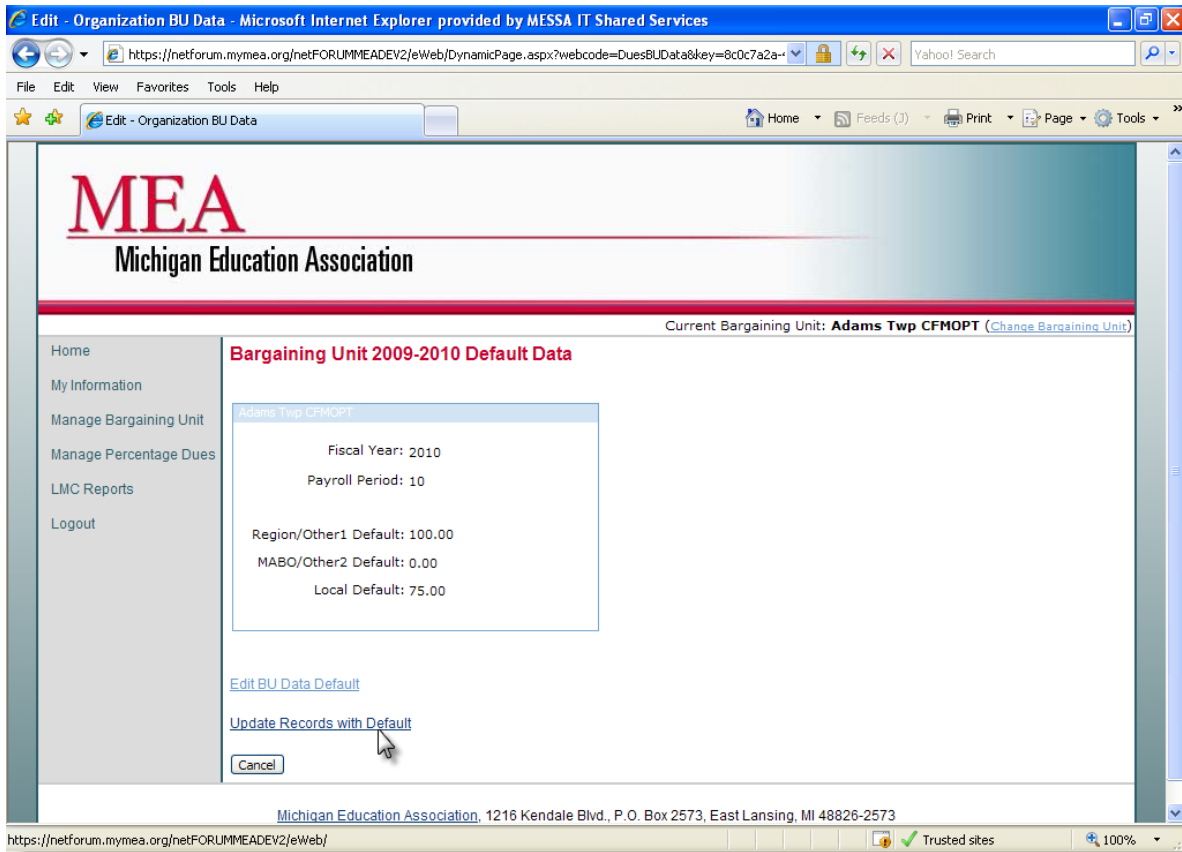 Edit - Organization BU Data - Microsoft Internet Explorer provided by MESSA IT Shared Services
https://netforum.mymea.org/netFORUMMEADEV2/eWeb/DynamicPage.aspx?webcode=DuesBUData&key=8c0c7a2a-
Yahoo! Search
File Edit View Favorites Tools Help
Edit - Organization BU Data
Home Feeds (J) Print Page Tools »
MEA
Michigan Education Association
Current Bargaining Unit: Adams Twp CFMOPT (Change Bargaining Unit)
Home
My Information
Manage Bargaining Unit
Manage Percentage Dues
LMC Reports
Logout
Bargaining Unit 2009-2010 Default Data
Adams Twp CFMOPT
Fiscal Year: 2010
Payroll Period: 10
Region/Other1 Default: 100.00
MABO/Other2 Default: 0.00
Local Default: 75.00
Edit BU Data Default
Update Records with Default
Cancel
Michigan Education Association, 1216 Kendale Blvd., P.O. Box 2573, East Lansing, MI 48826-2573
https://netforum.mymea.org/netFORUMMEADEV2/eWeb/
Trusted sites
100%